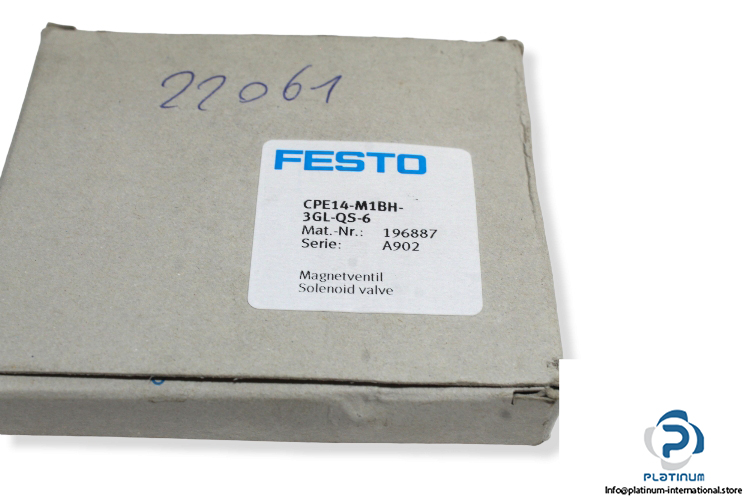 22061
FESTO
CPE14-M1BH-
3GL-QS-6
Mat.-Nr.: 196887
Serie: A902
Magnetventil
Solenoid valve
PLATINUM
Info@platinum-international.store